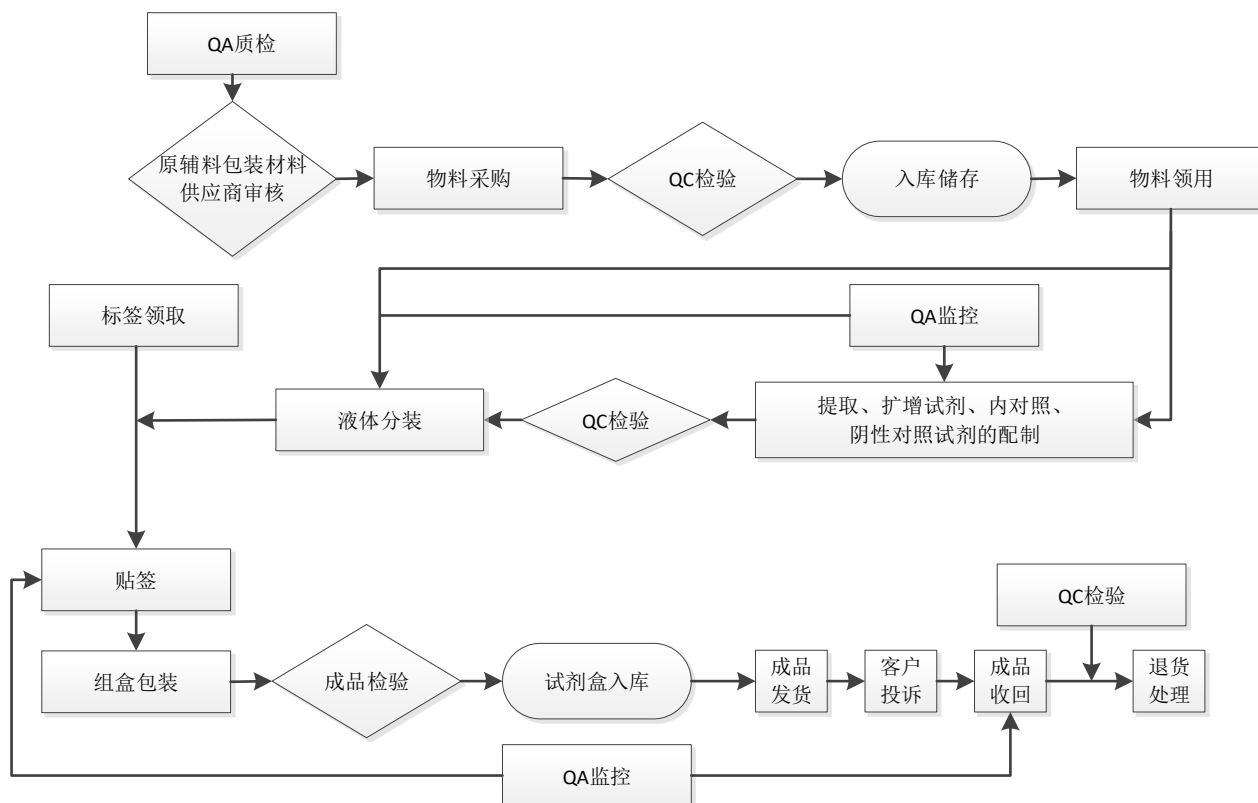 QA质检
原辅料包装材料
供应商审核
物料采购
QC检验
入库储存
物料领用
标签领取
QA监控
液体分装
QC检验
提取、扩增试剂、内对照、
阴性对照试剂的配制
贴签
QC检验
组盒包装
成品检验
试剂盒入库
成品
发货
客户
投诉
成品
收回
退货
处理
QA监控